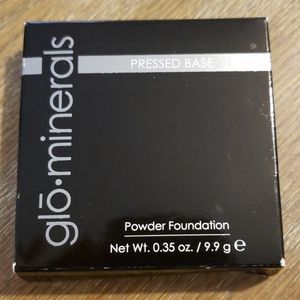 glō·minerals
PRESSED BASE
Powder Foundation
Net Wt. 0.35 oz. / 9.9 g ℮